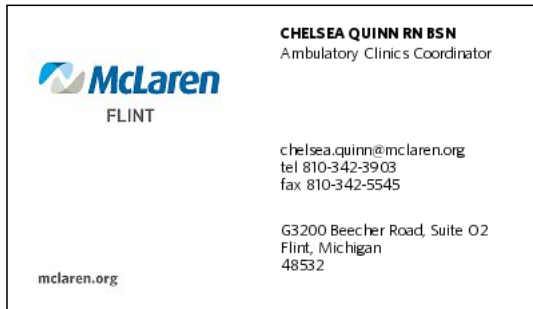 McLaren
FLINT
mclaren.org
CHELSEA QUINN RN BSN
Ambulatory Clinics Coordinator
chelsea.quinn@mclaren.org
tel 810-342-3903
fax 810-342-5545
G3200 Beecher Road, Suite O2
Flint, Michigan
48532